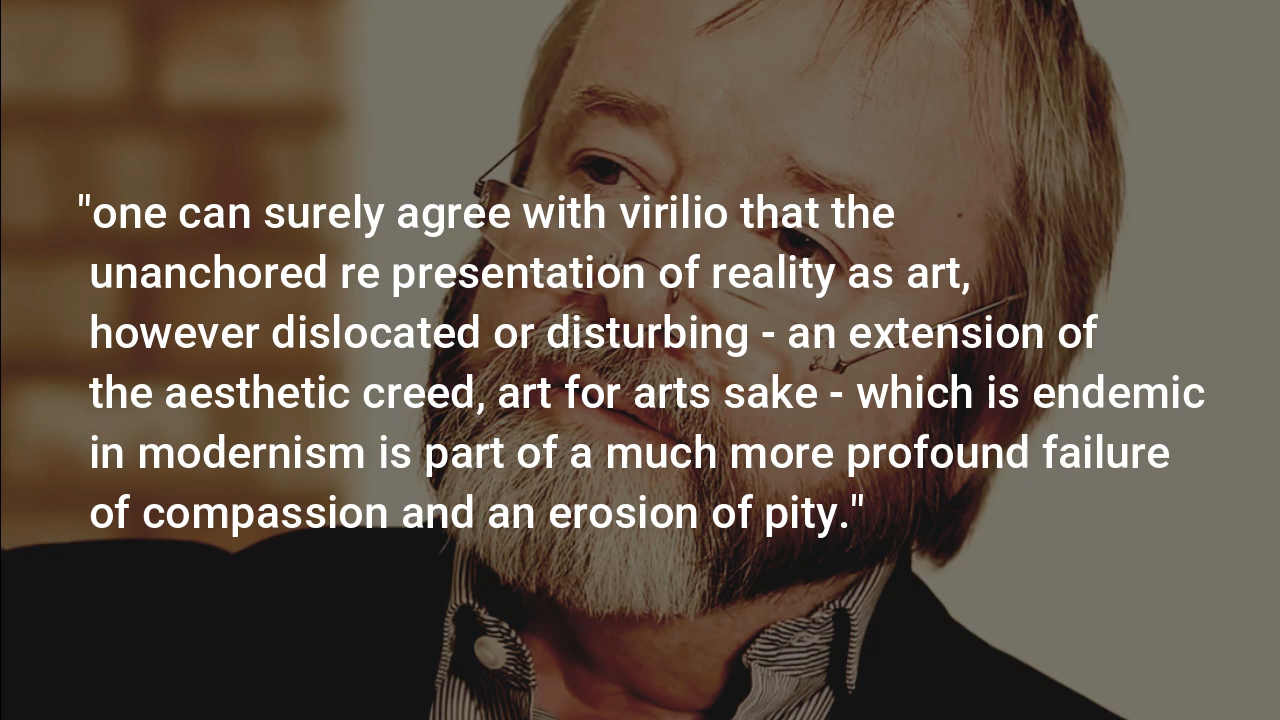 "one can surely agree with virilio that the
unanchored re presentation of reality as art,
however dislocated or disturbing - an extension of
the aesthetic creed, art for arts sake - which is endemic
in modernism is part of a much more profound failure
of compassion and an erosion of pity."